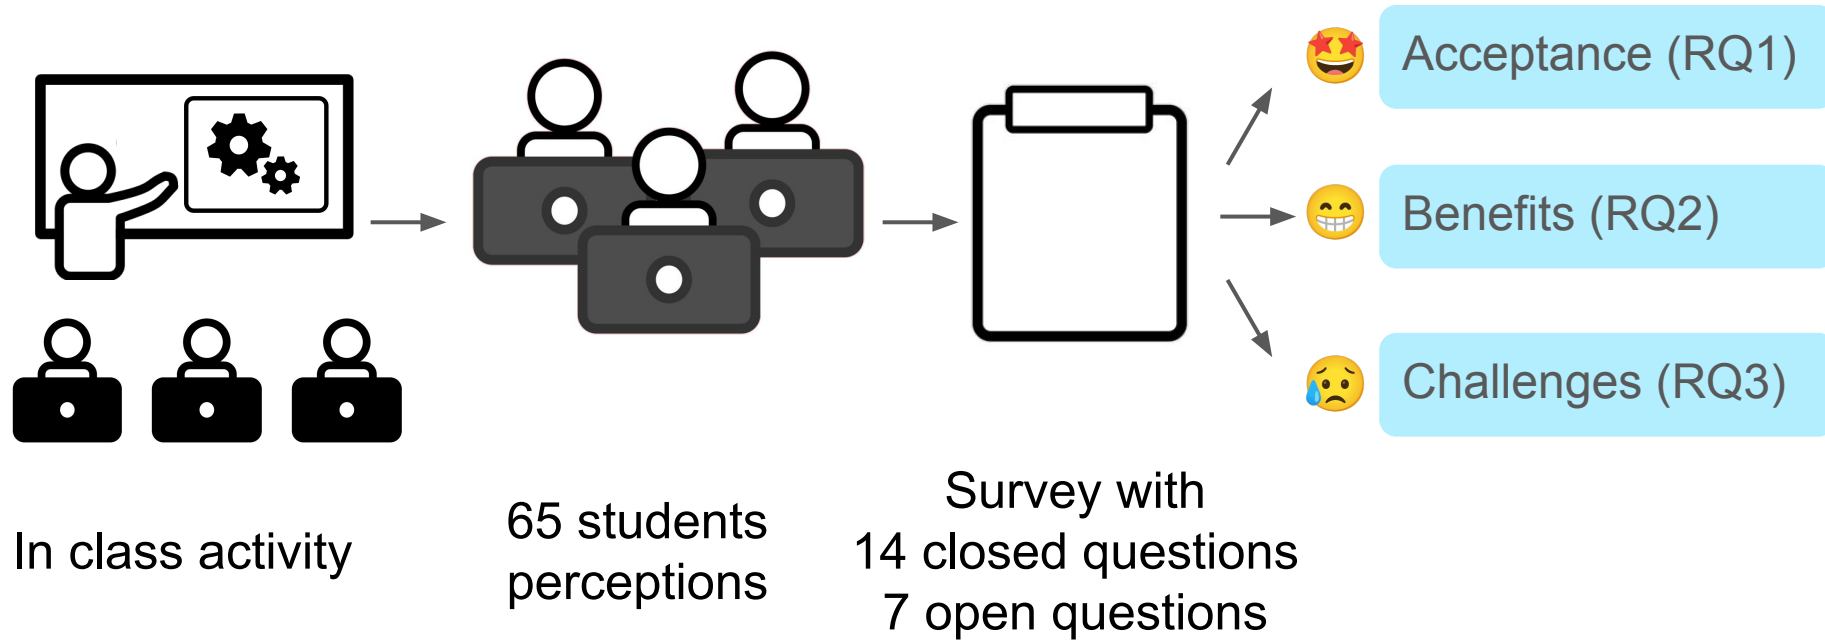 In class activity
65 students
perceptions
Survey with
14 closed questions
7 open questions
Acceptance (RQ1)
Benefits (RQ2)
Challenges (RQ3)